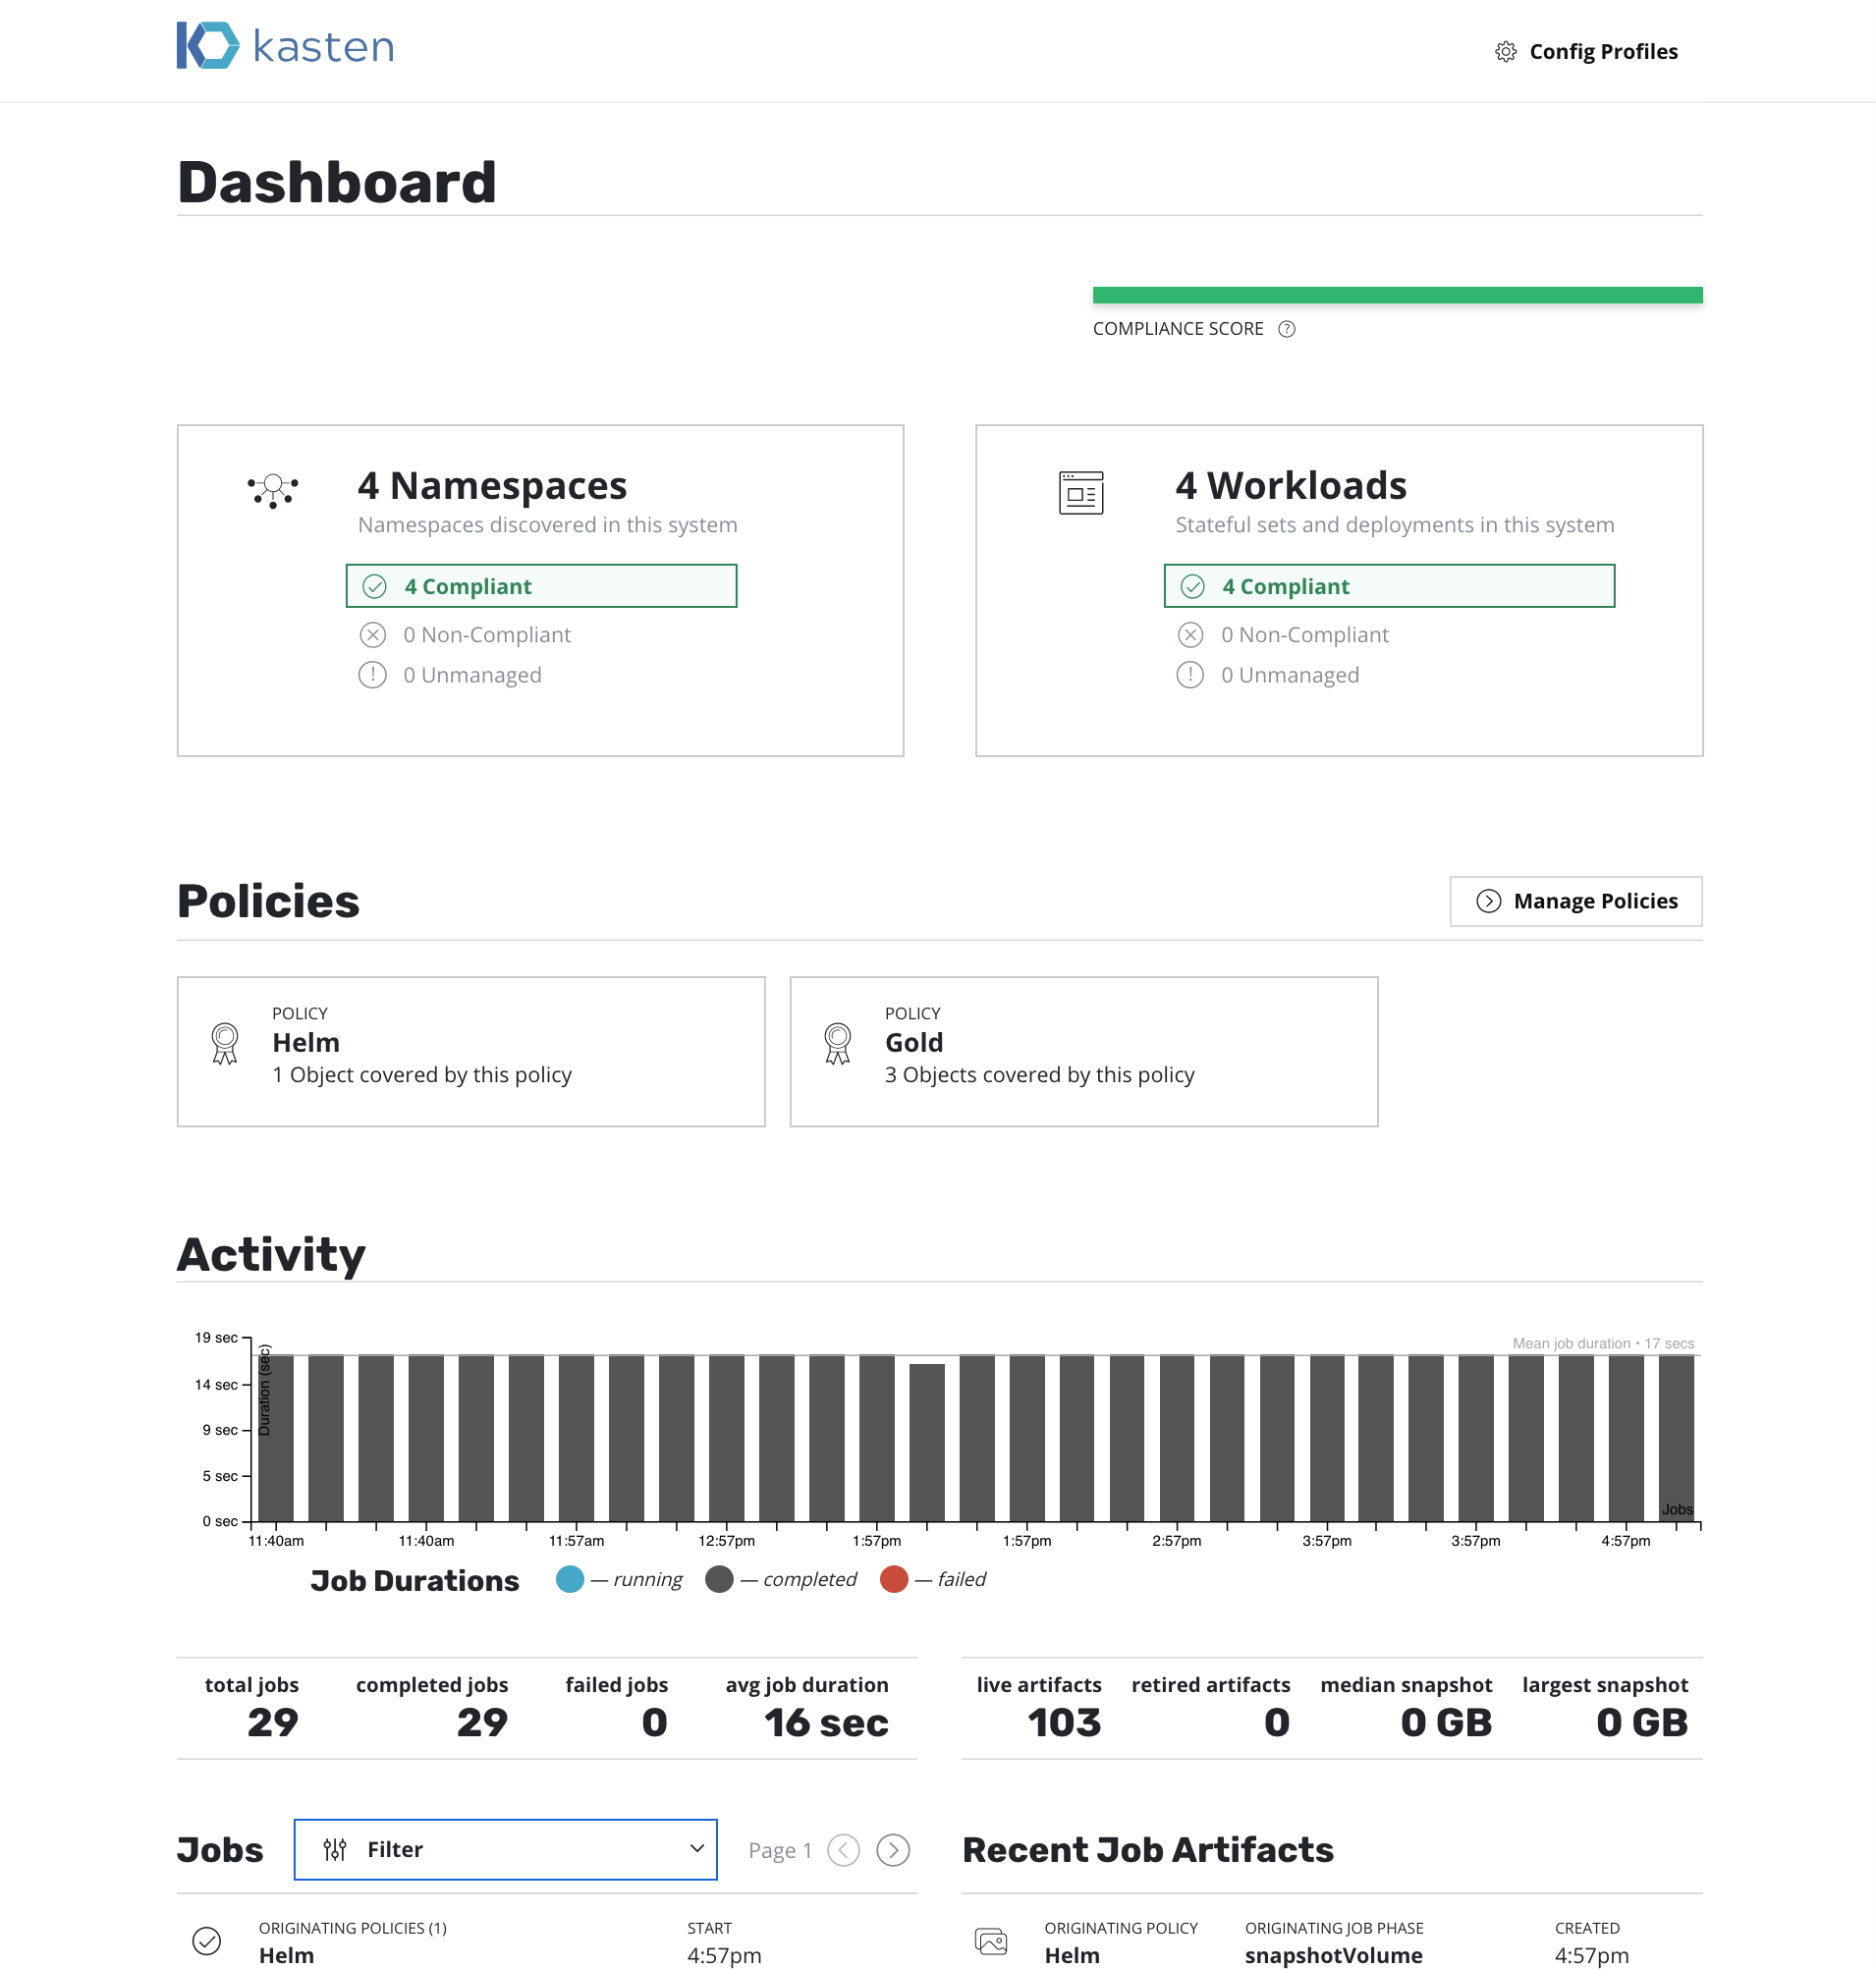 kasten
Config Profiles
Dashboard
COMPLIANCE SCORE ?
4 Namespaces
Namespaces discovered in this system
4 Compliant
0 Non-Compliant
0 Unmanaged
4 Workloads
Stateful sets and deployments in this system
4 Compliant
0 Non-Compliant
0 Unmanaged
Policies
Manage Policies
POLICY
Helm
1 Object covered by this policy
POLICY
Gold
3 Objects covered by this policy
Activity
Mean job duration • 17 secs
19 sec
14 sec
9 sec
5 sec
0 sec
Duration (sec)
Jobs
11:40am 11:40am 11:57am 12:57pm 1:57pm 1:57pm 2:57pm 3:57pm 3:57pm 4:57pm
Job Durations — running — completed — failed
total jobs completed jobs failed jobs avg job duration
29 29 0 16 sec
live artifacts retired artifacts median snapshot largest snapshot
103 0 0 GB 0 GB
Jobs Filter Page 1
ORIGINATING POLICIES (1) START
Helm 4:57pm
Recent Job Artifacts
ORIGINATING POLICY ORIGINATING JOB PHASE CREATED
Helm snapshotVolume 4:57pm